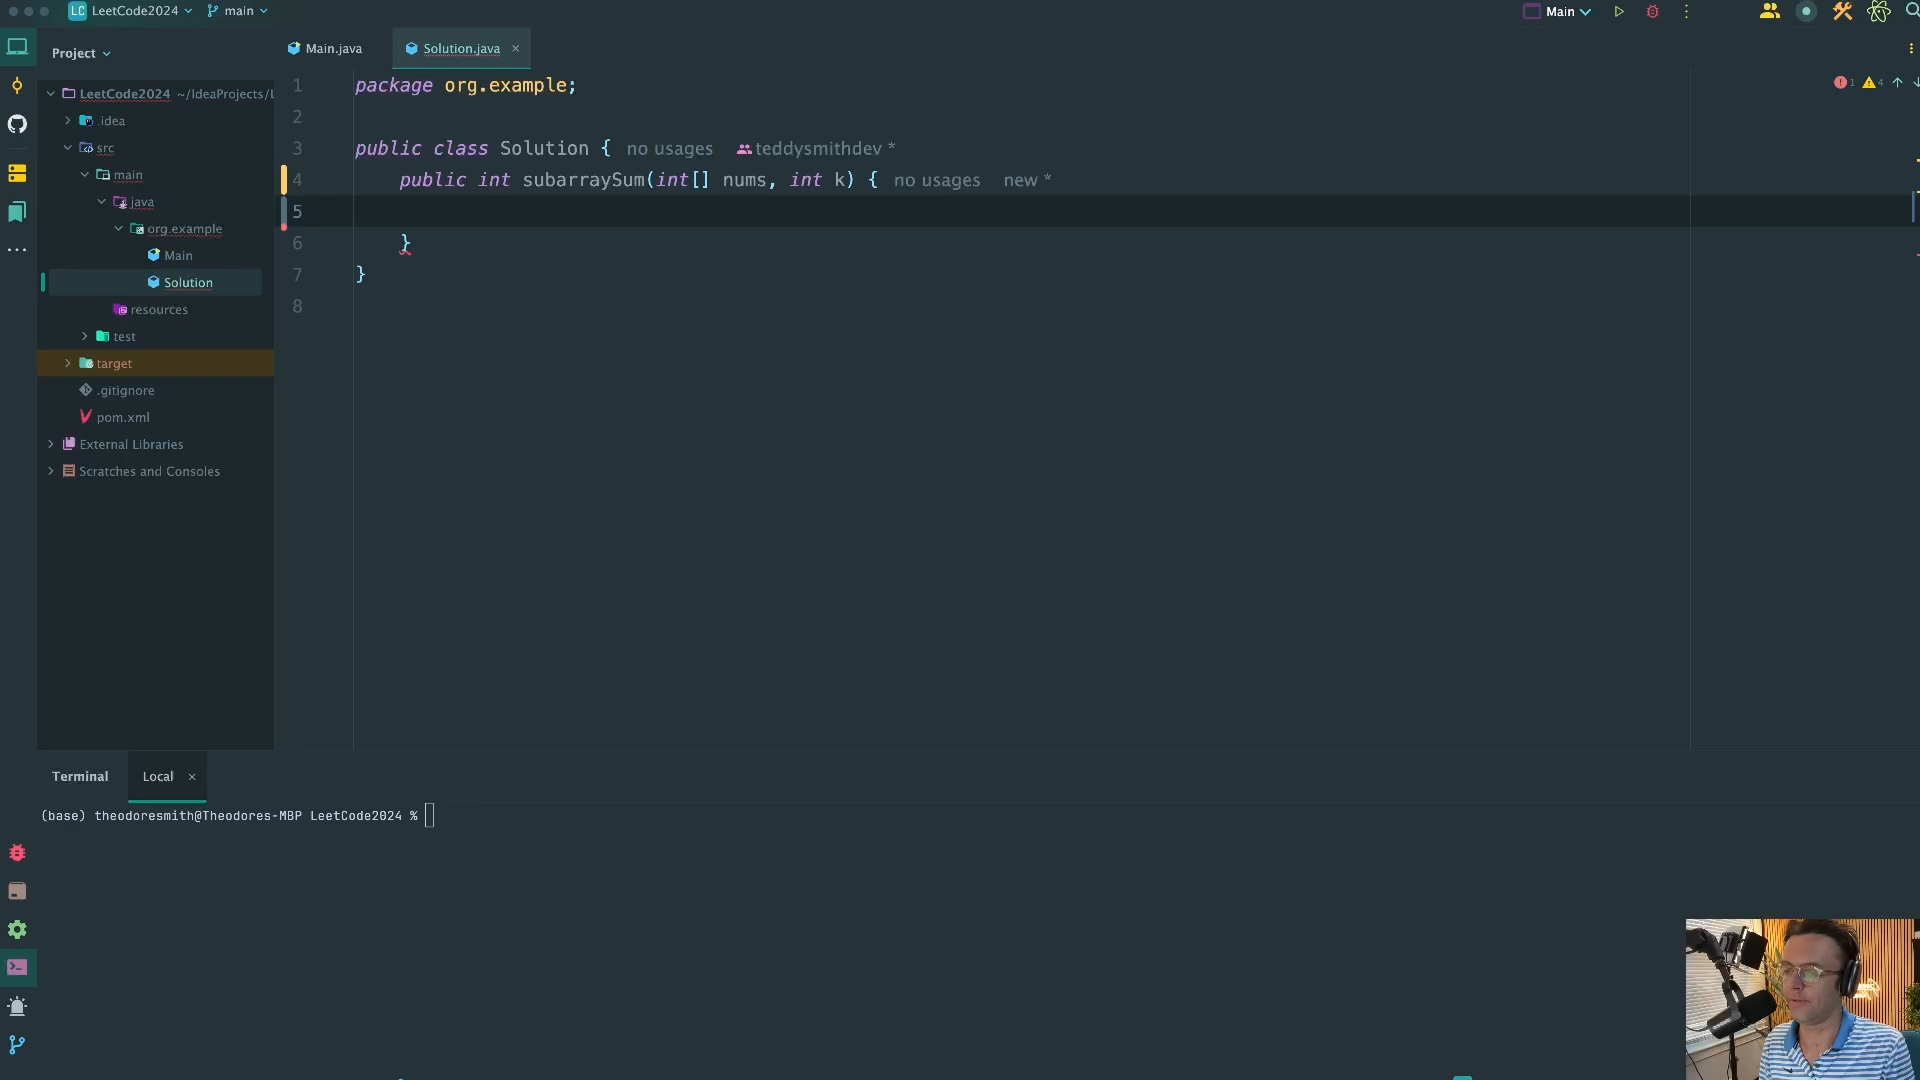 LC LeetCode2024 main Main
Project Main.java Solution.java
LeetCode2024 ~/IdeaProjects/L
.idea
src
main
java
org.example
Main
Solution
resources
test
target
.gitignore
pom.xml
External Libraries
Scratches and Consoles
1 package org.example;
2
3 public class Solution { no usages teddysmithdev *
4 public int subarraySum(int[] nums, int k) { no usages new *
5
6 }
7 }
8
1 4
Terminal Local
(base) theodoresmith@Theodores-MBP LeetCode2024 %